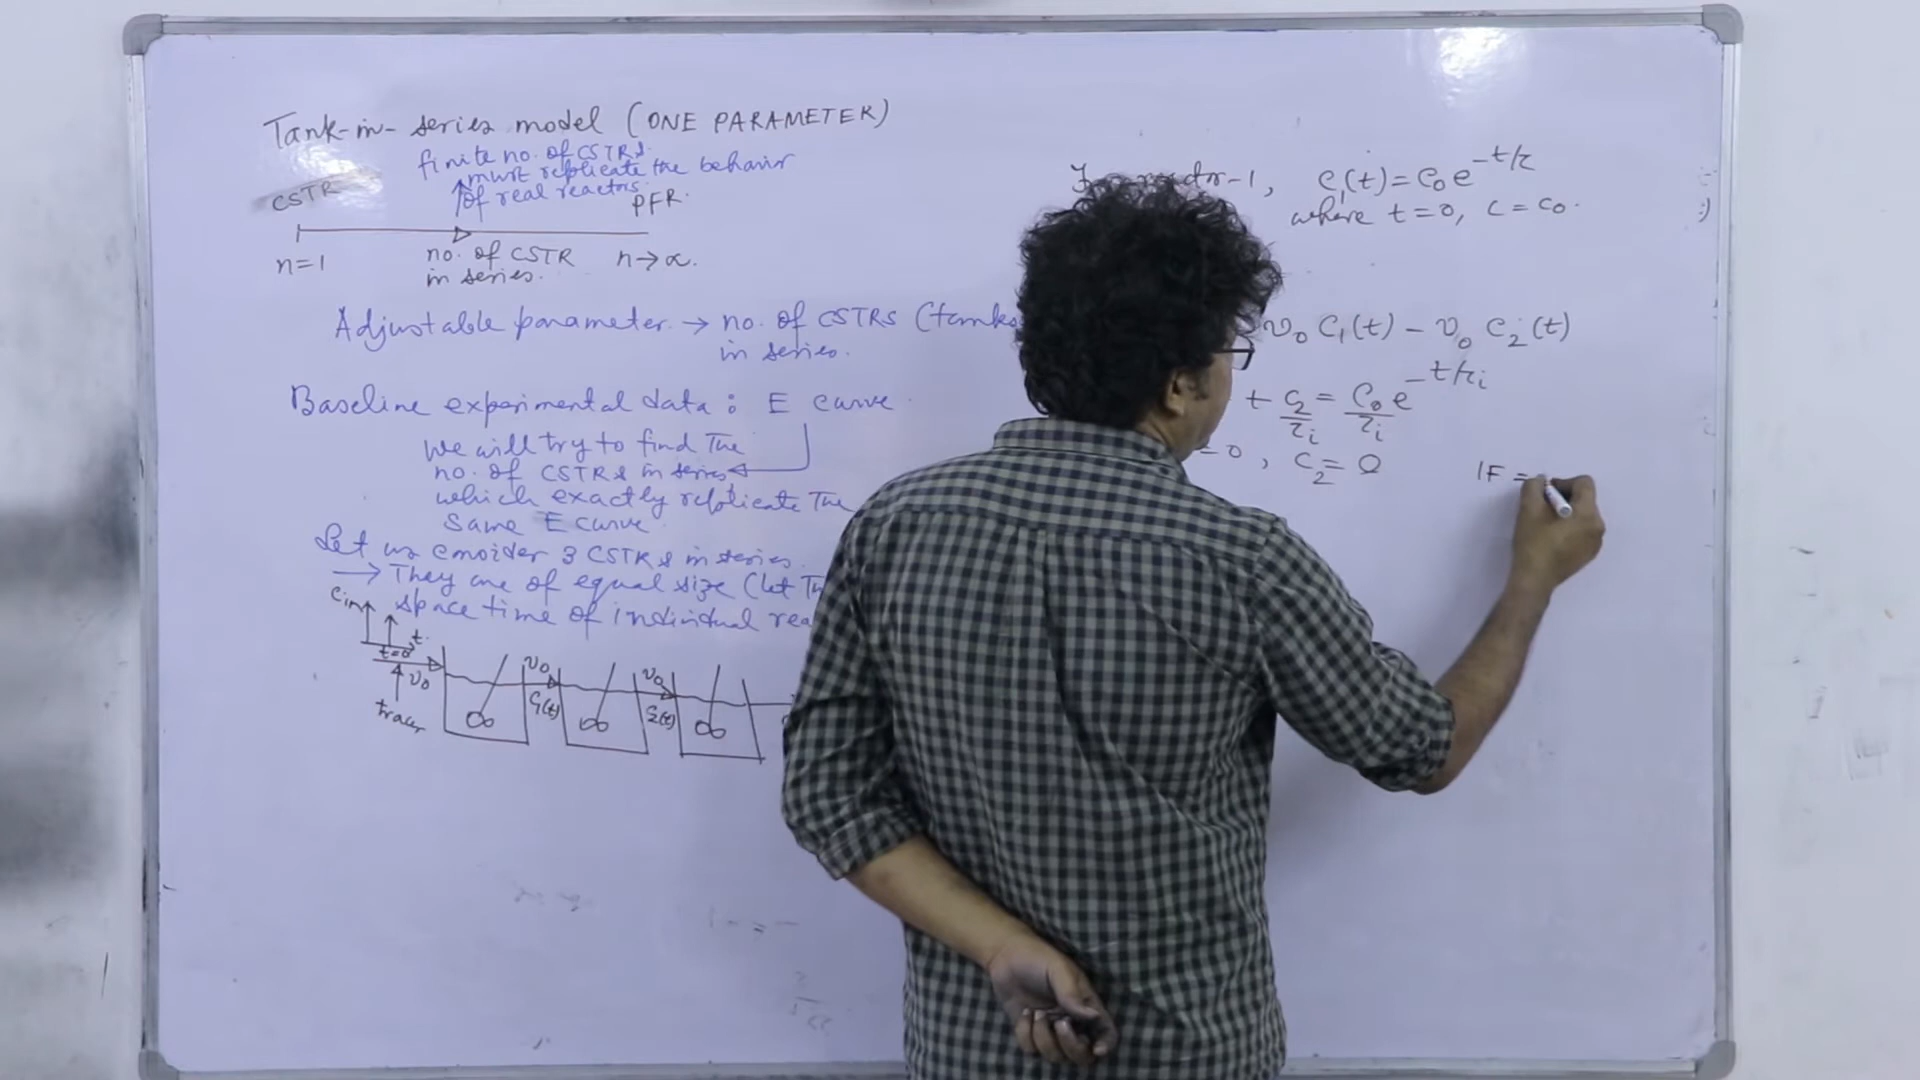 Tank-in-series model (ONE PARAMETER)
finite no. of CSTRs
must replicate the behavior
of real reactors.
CSTR
PFR.
n=1
no. of CSTR
in series.
n→∝.
Adjustable parameter → no. of CSTRS (tanks
in series.
Baseline experimental data: E curve
We will try to find the
no. of CSTRs in series
which exactly replicate the
same E curve
Let us consider 3 CSTRs in series.
→ They are of equal size (let
space time of individual
Cin
t
t=0
v₀
tracer
v₀
C₁(t)
v₀
C₂(t)
-1, C₁(t)=C₀e^{-t/τ}
where t=0, C=C₀.
v₀ C₁(t) - v₀ C₂(t)
+ C₂/τᵢ = C₀/τᵢ e^{-t/τᵢ}
=0, C₂=0
IF =